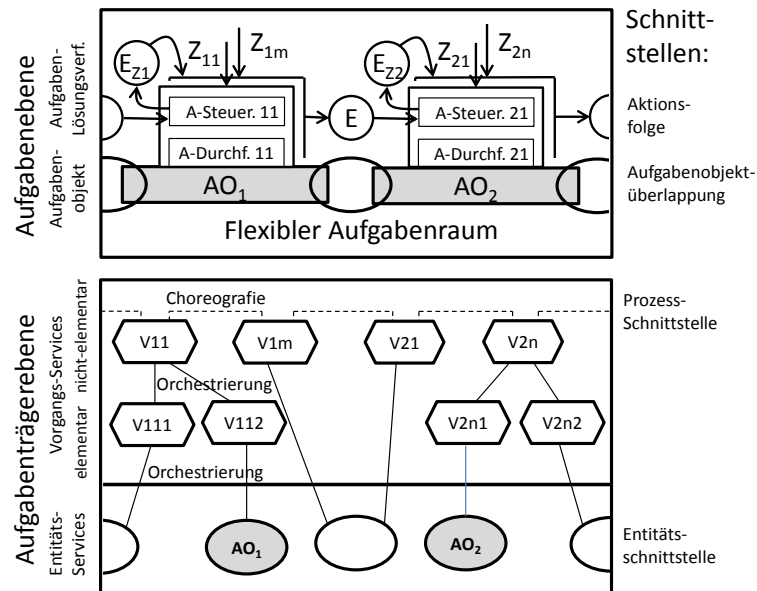 Schnitt-
stellen:
Aufgabenebene
Aufgaben-
Lösungsverf.
Aufgaben-
objekt
E_Z1
Z_11
Z_1m
E_Z2
Z_21
Z_2n
A-Steuer. 11
E
A-Steuer. 21
Aktions-
folge
A-Durchf. 11
A-Durchf. 21
AO_1
AO_2
Aufgabenobjekt-
überlappung
Flexibler Aufgabenraum
Aufgabenträgerebene
Vorgangs-Services
nicht-elementar
elementar
Entitäts-
Services
Choreografie
Prozess-
Schnittstelle
V11
V1m
V21
V2n
Orchestrierung
V111
V112
V2n1
V2n2
Orchestrierung
AO_1
AO_2
Entitäts-
schnittstelle